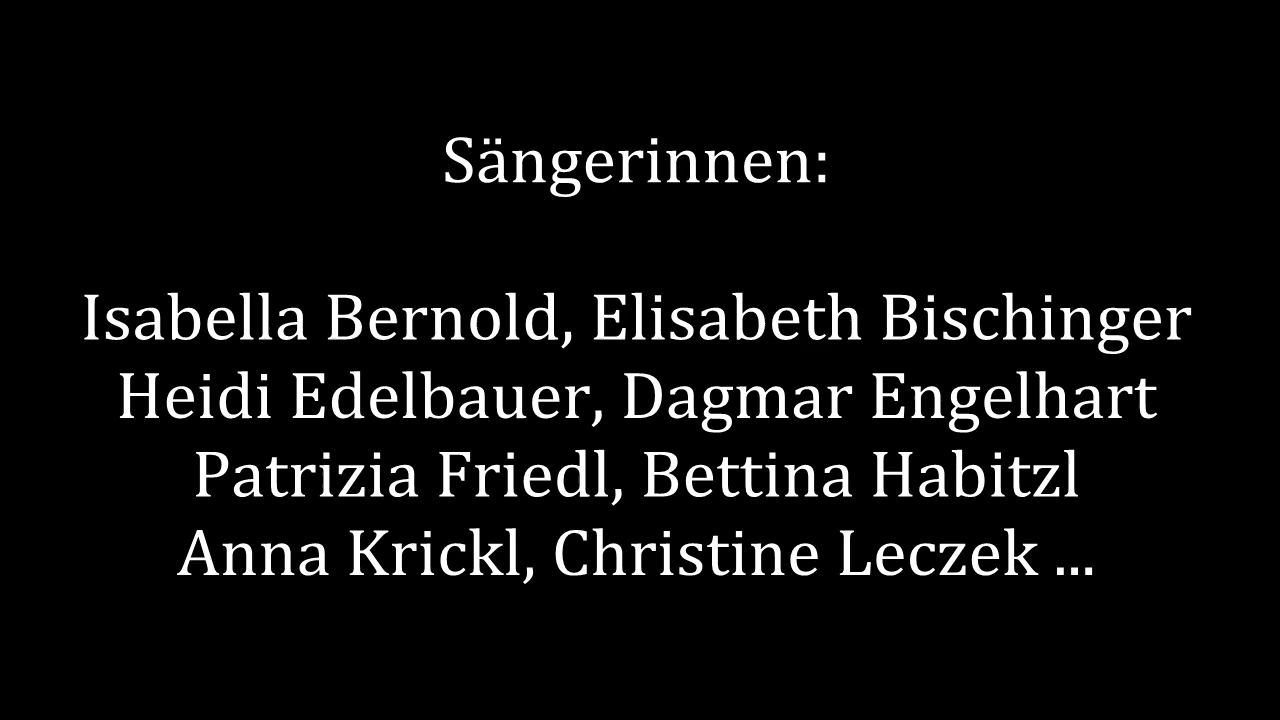 Sängerinnen:
Isabella Bernold, Elisabeth Bischinger
Heidi Edelbauer, Dagmar Engelhart
Patrizia Friedl, Bettina Habitzl
Anna Krickl, Christine Leczek ...